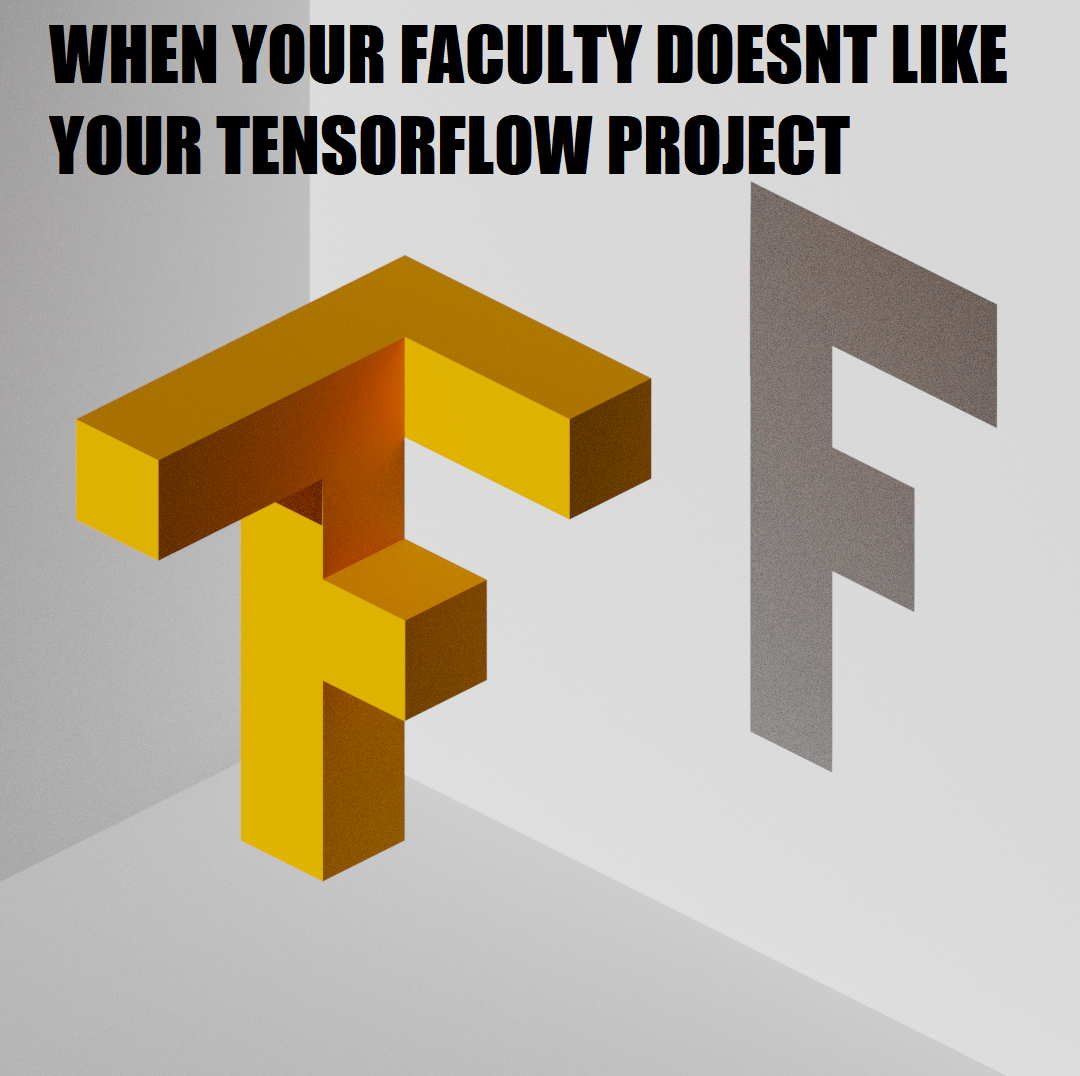 WHEN YOUR FACULTY DOESNT LIKE
YOUR TENSORFLOW PROJECT
F